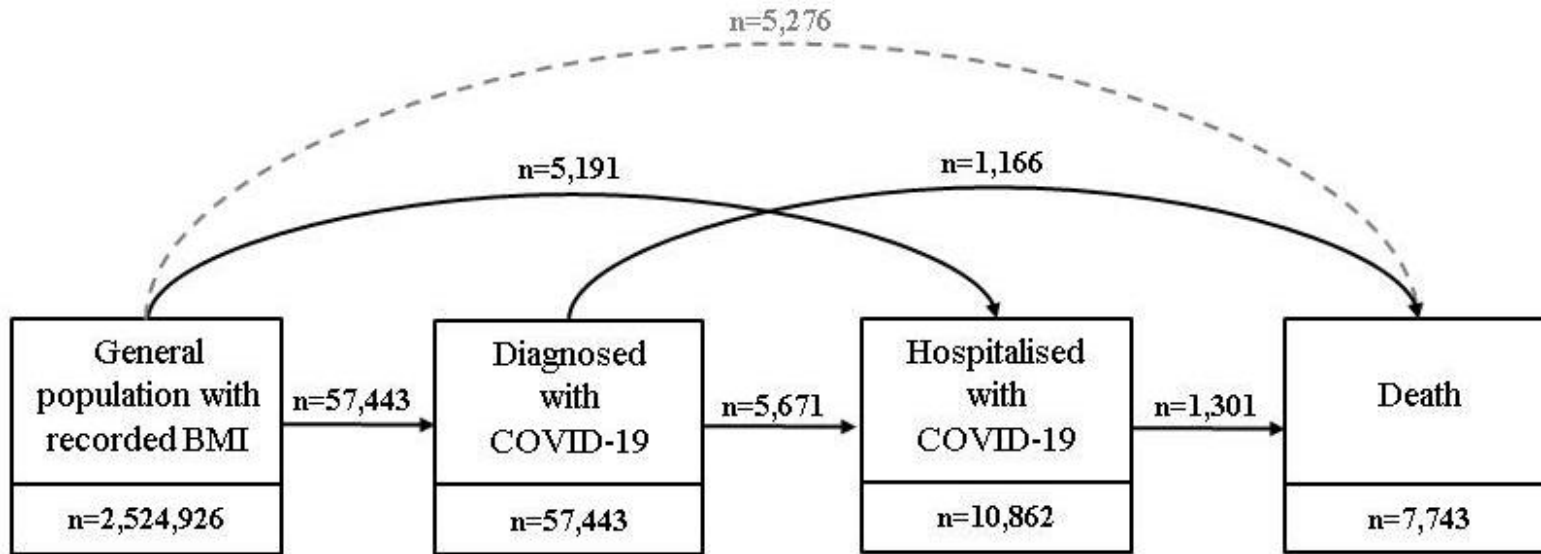 n=5,276
n=5,191
n=1,166
General
population with
recorded BMI
n=2,524,926
n=57,443
Diagnosed
with
COVID-19
n=57,443
n=5,671
Hospitalised
with
COVID-19
n=10,862
n=1,301
Death
n=7,743